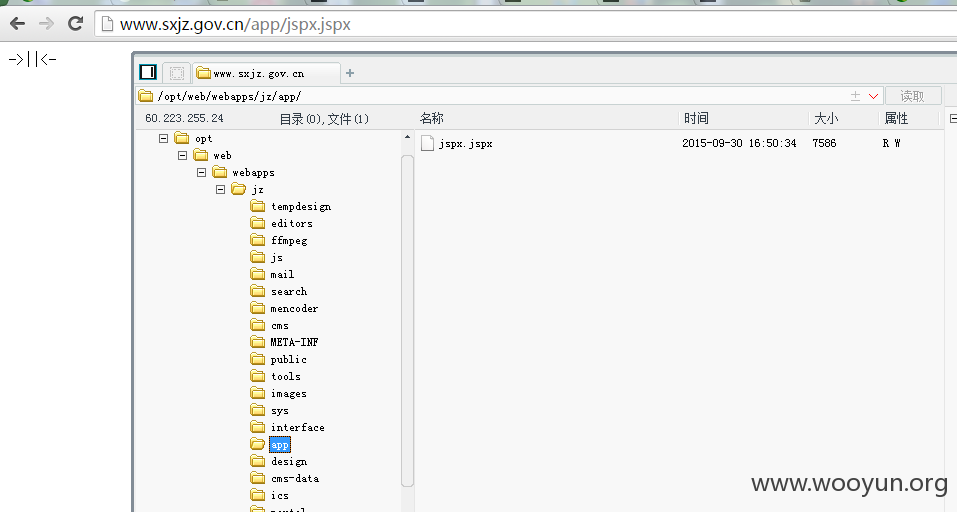 www.sxjz.gov.cn/app/jspx.jspx
->||<-
www.sxjz.gov.cn
/opt/web/webapps/jz/app/
读取
60.223.255.24 目录(0),文件(1) 名称 时间 大小 属性
opt
jspx.jspx 2015-09-30 16:50:34 7586 R W
web
webapps
jz
tempdesign
editors
ffmpeg
js
mail
search
mencoder
cms
META-INF
public
tools
images
sys
interface
app
design
cms-data
ics
www.wooyun.org